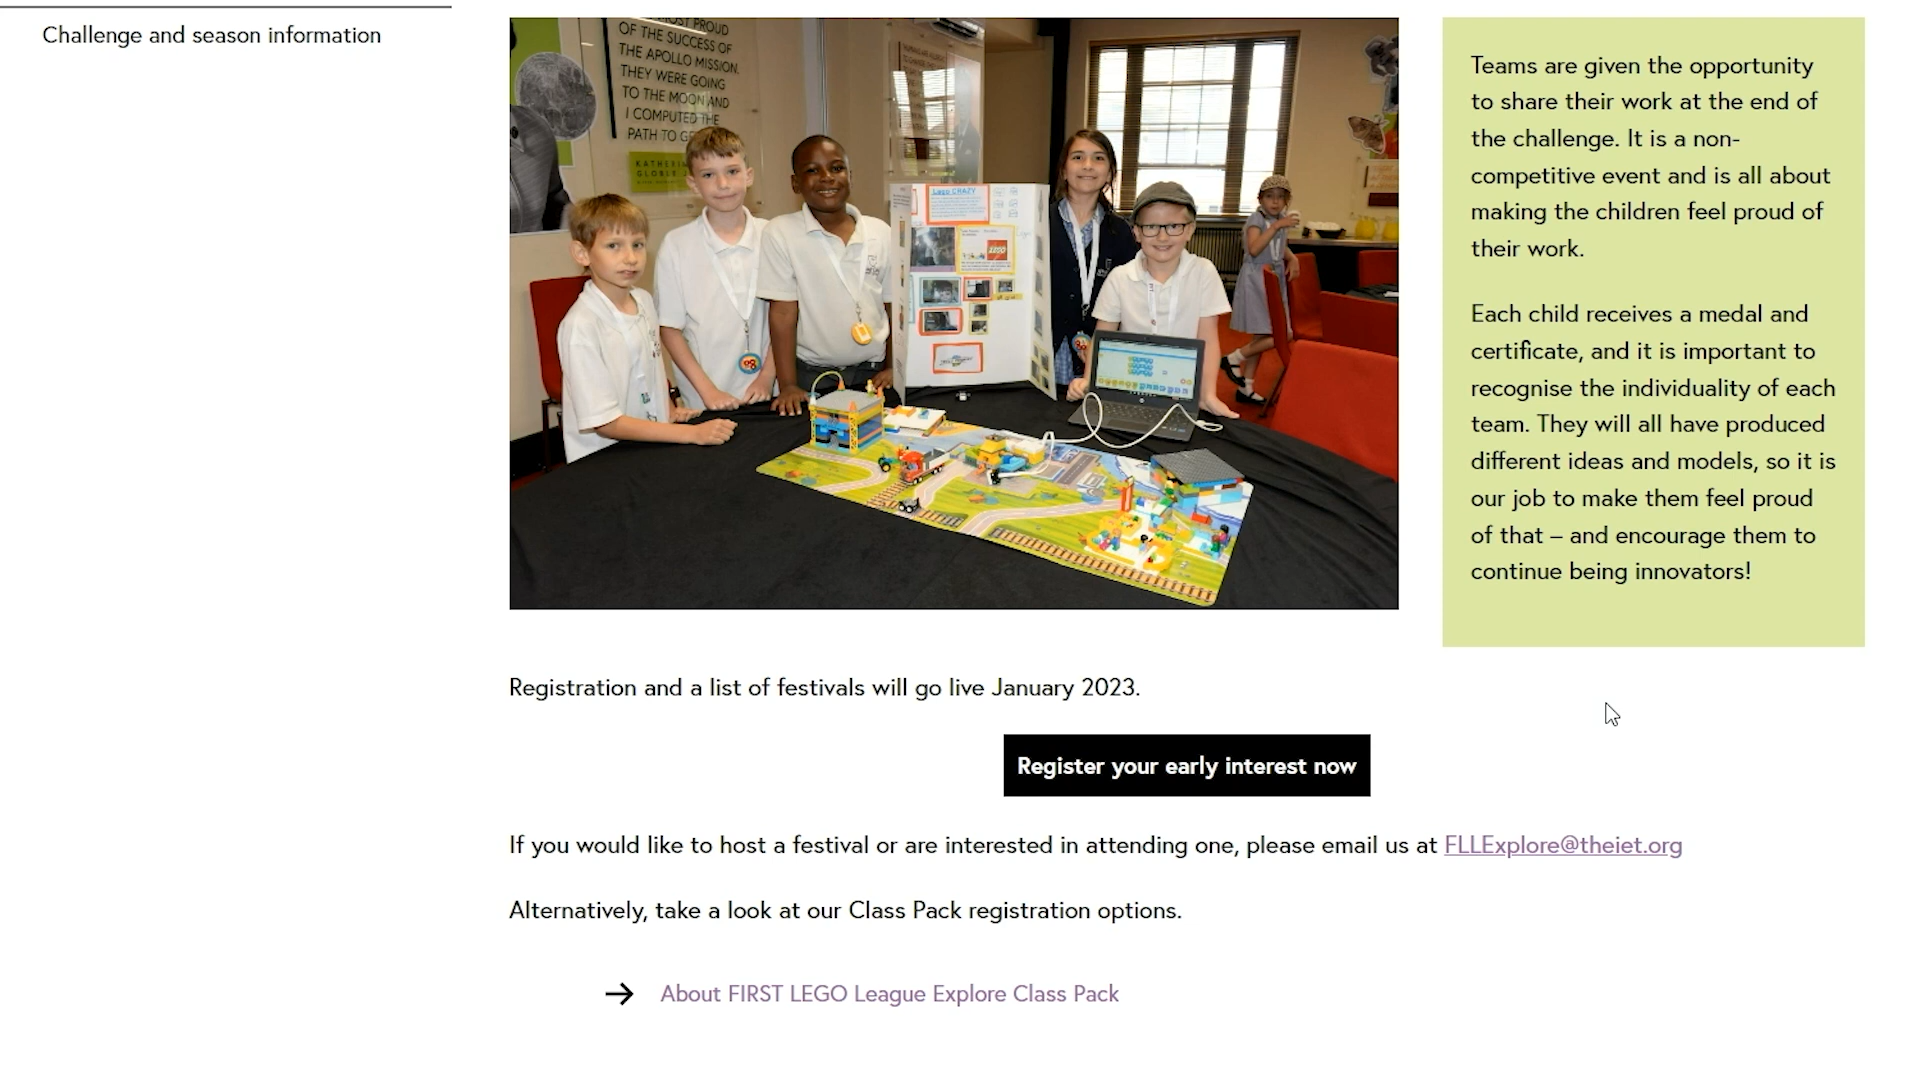 Challenge and season information
MOST PROUD
OF THE SUCCESS OF
THE APOLLO MISSION.
THEY WERE GOING
TO THE MOON AND
I COMPUTED THE
PATH TO
Lego CRAZY
LEGO
Teams are given the opportunity
to share their work at the end of
the challenge. It is a non-
competitive event and is all about
making the children feel proud of
their work.
Each child receives a medal and
certificate, and it is important to
recognise the individuality of each
team. They will all have produced
different ideas and models, so it is
our job to make them feel proud
of that – and encourage them to
continue being innovators!
Registration and a list of festivals will go live January 2023.
Register your early interest now
If you would like to host a festival or are interested in attending one, please email us at FLLExplore@theiet.org
Alternatively, take a look at our Class Pack registration options.
→ About FIRST LEGO League Explore Class Pack